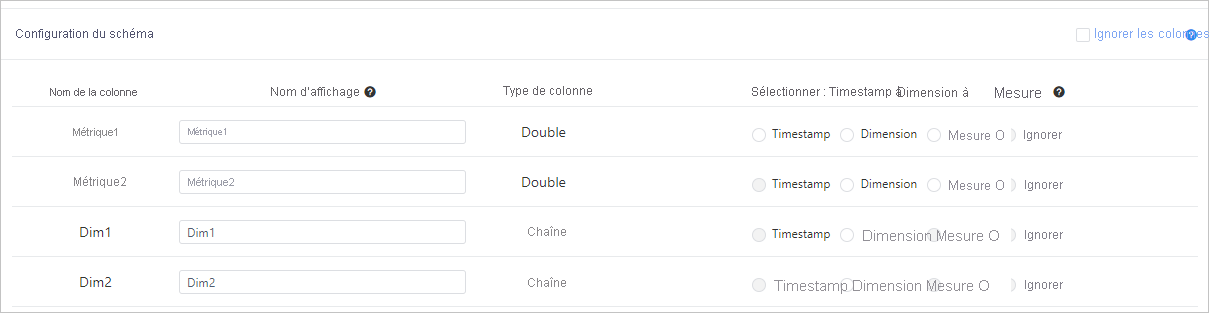 Configuration du schéma Ignorer les colonnes
Nom de la colonne Nom d'affichage ? Type de colonne Sélectionner : Timestamp à Dimension à Mesure ?
Métrique1 Métrique1 Double Timestamp Dimension Mesure O Ignorer
Métrique2 Métrique2 Double Timestamp Dimension Mesure O Ignorer
Dim1 Dim1 Chaîne Timestamp Dimension Mesure O Ignorer
Dim2 Dim2 Chaîne Timestamp Dimension Mesure O Ignorer